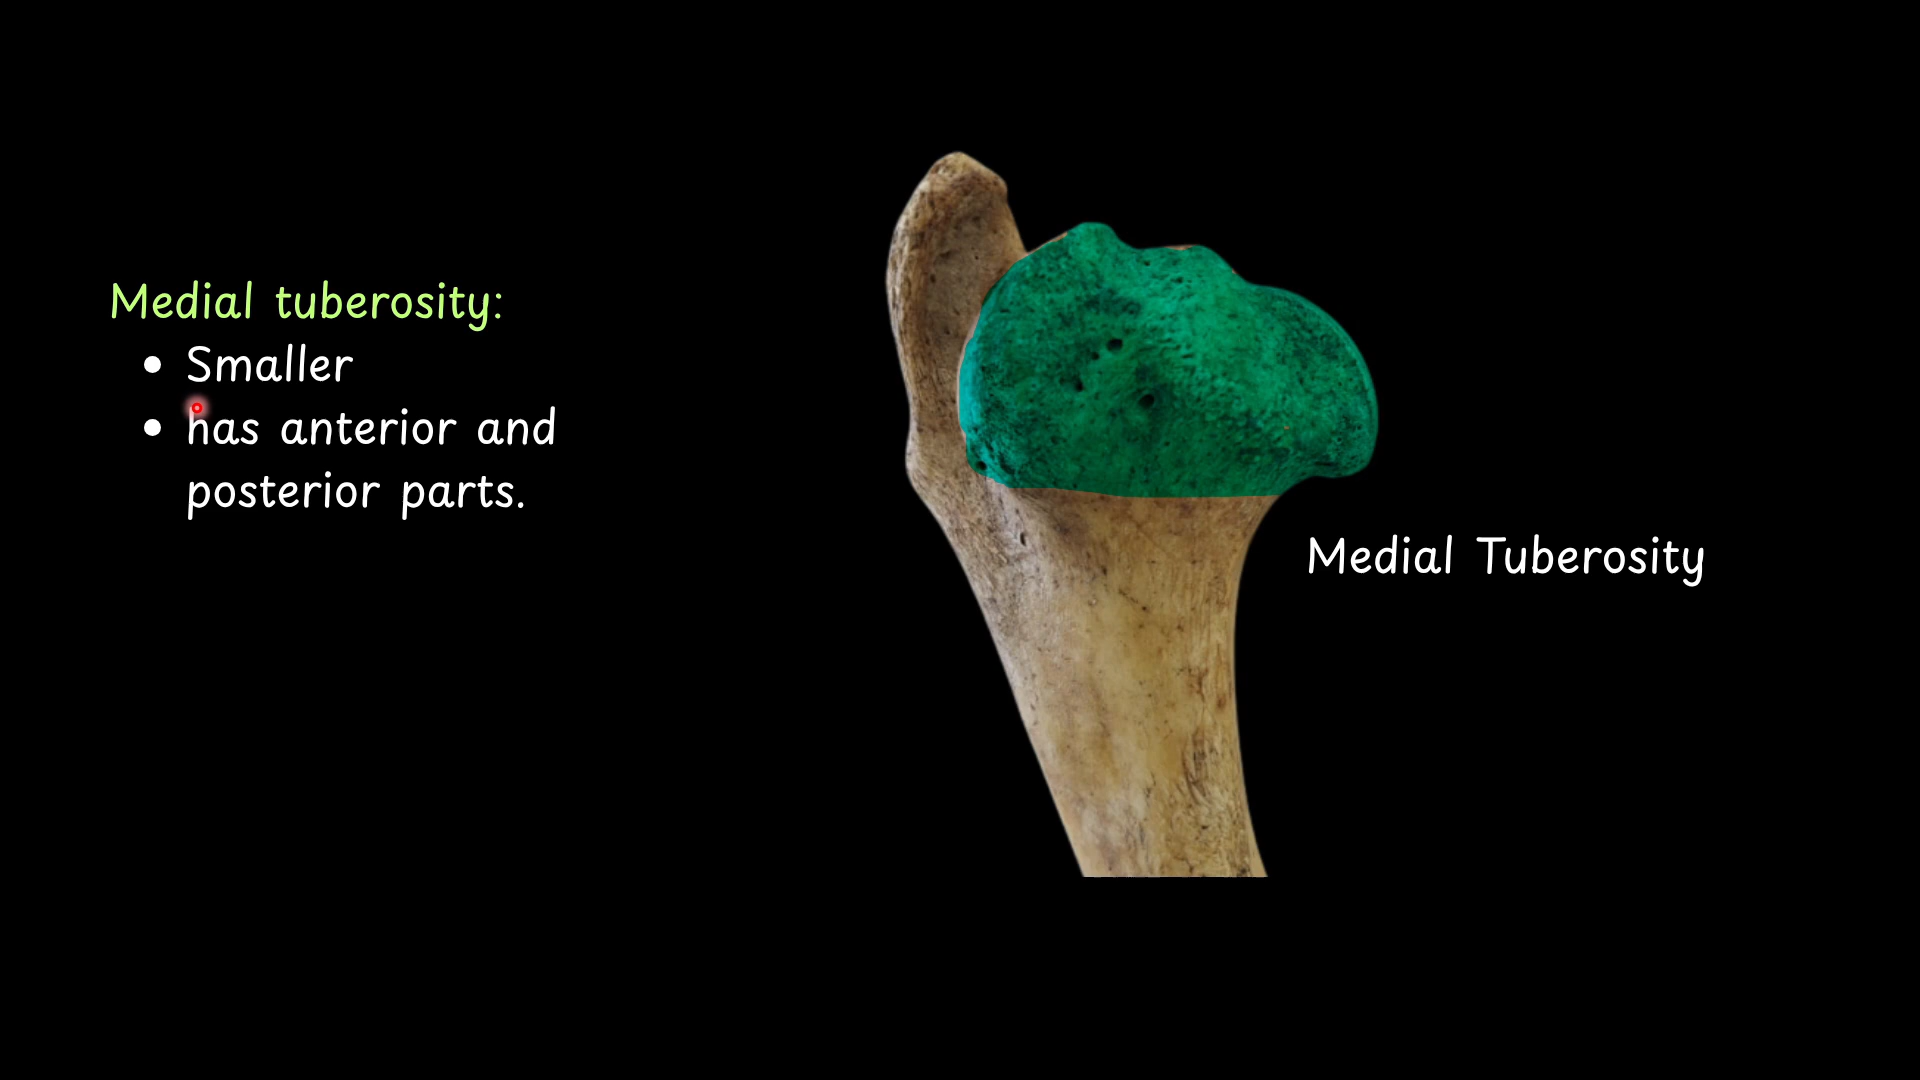 Medial tuberosity:
• Smaller
• has anterior and
posterior parts.
Medial Tuberosity